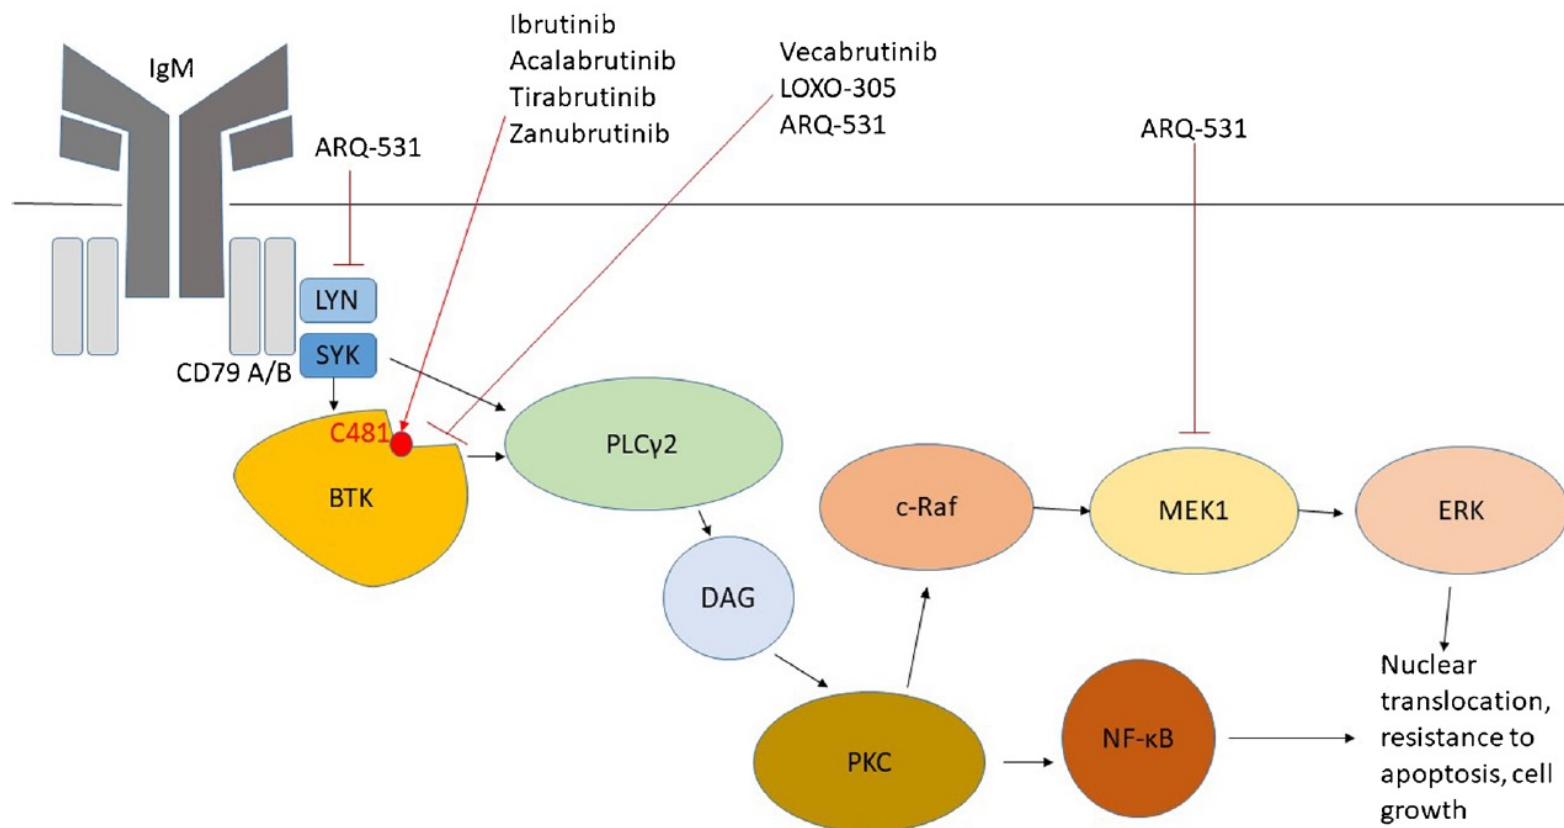 Ibrutinib
Acalabrutinib
Tirabrutinib
Zanubrutinib
Vecabrutinib
LOXO-305
ARQ-531
IgM
ARQ-531
ARQ-531
LYN
SYK
CD79 A/B
C481
BTK
PLCγ2
c-Raf
MEK1
ERK
DAG
PKC
NF-κB
Nuclear
translocation,
resistance to
apoptosis, cell
growth